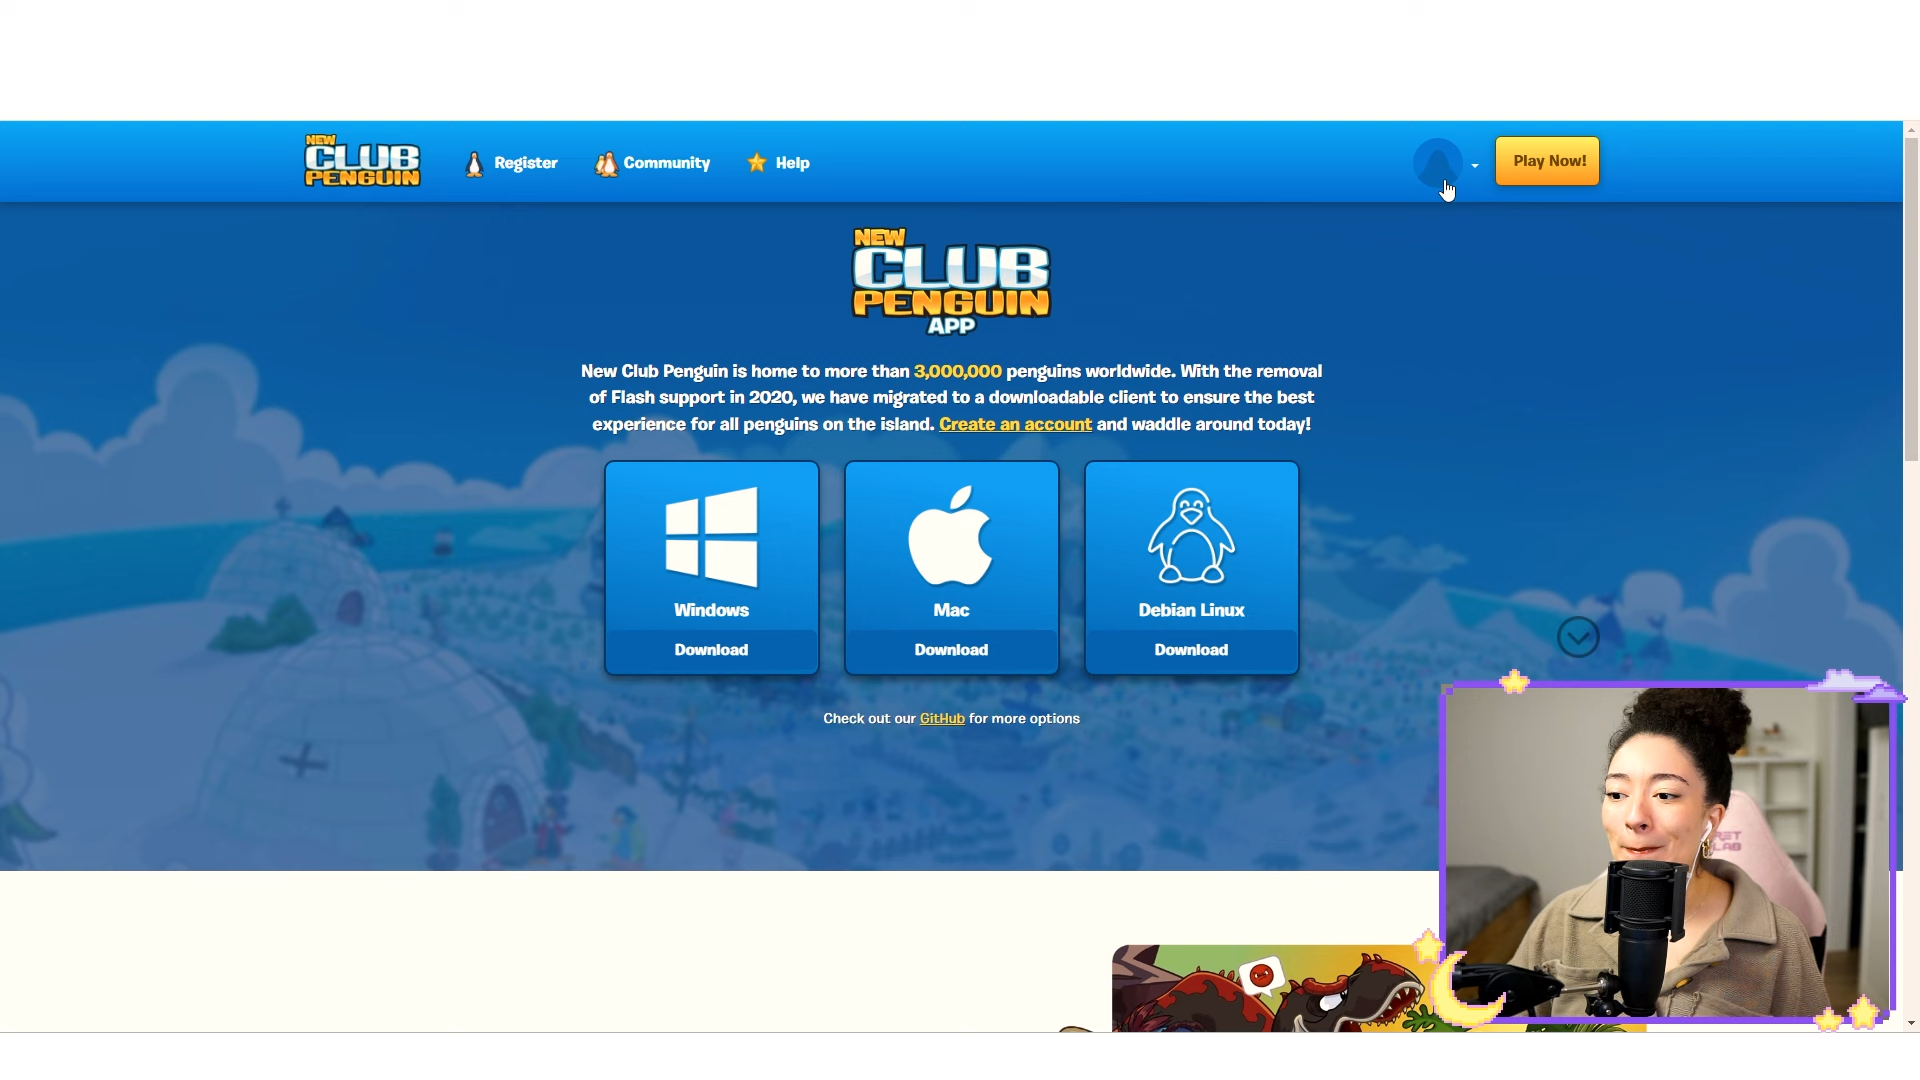 NEW
CLUB
PENGUIN
Register
Community
Help
Play Now!
NEW
CLUB
PENGUIN
APP
New Club Penguin is home to more than 3,000,000 penguins worldwide. With the removal
of Flash support in 2020, we have migrated to a downloadable client to ensure the best
experience for all penguins on the island. Create an account and waddle around today!
Windows
Mac
Debian Linux
Download
Download
Download
Check out our GitHub for more options